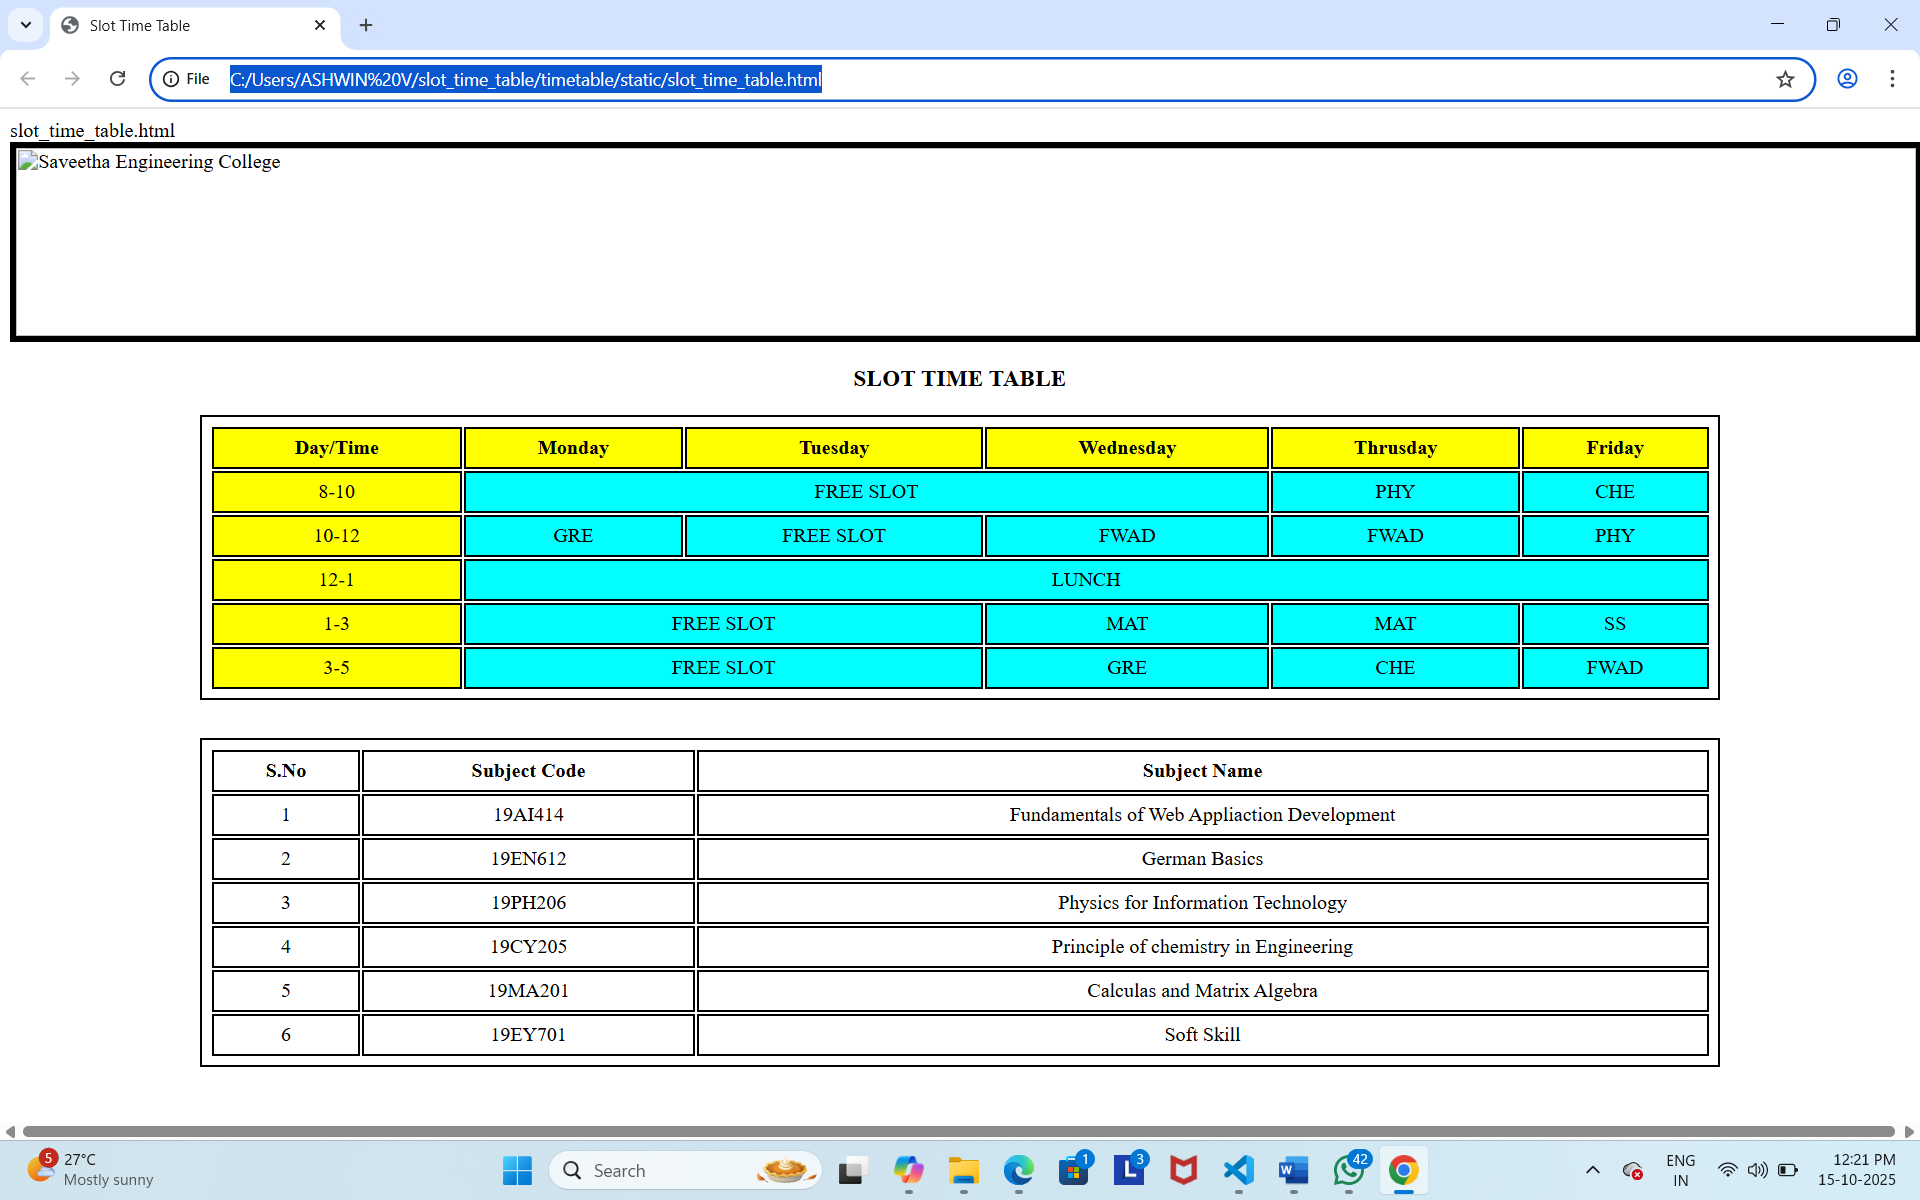 Slot Time Table
File C:/Users/ASHWIN%20V/slot_time_table/timetable/static/slot_time_table.html
slot_time_table.html
Saveetha Engineering College
SLOT TIME TABLE
Day/Time Monday Tuesday Wednesday Thrusday Friday
8-10 FREE SLOT PHY CHE
10-12 GRE FREE SLOT FWAD FWAD PHY
12-1 LUNCH
1-3 FREE SLOT MAT MAT SS
3-5 FREE SLOT GRE CHE FWAD
S.No Subject Code Subject Name
1 19AI414 Fundamentals of Web Appliaction Development
2 19EN612 German Basics
3 19PH206 Physics for Information Technology
4 19CY205 Principle of chemistry in Engineering
5 19MA201 Calculas and Matrix Algebra
6 19EY701 Soft Skill
5 27°C
Mostly sunny
Search
1
L 3
W
42
ENG
IN
12:21 PM
15-10-2025